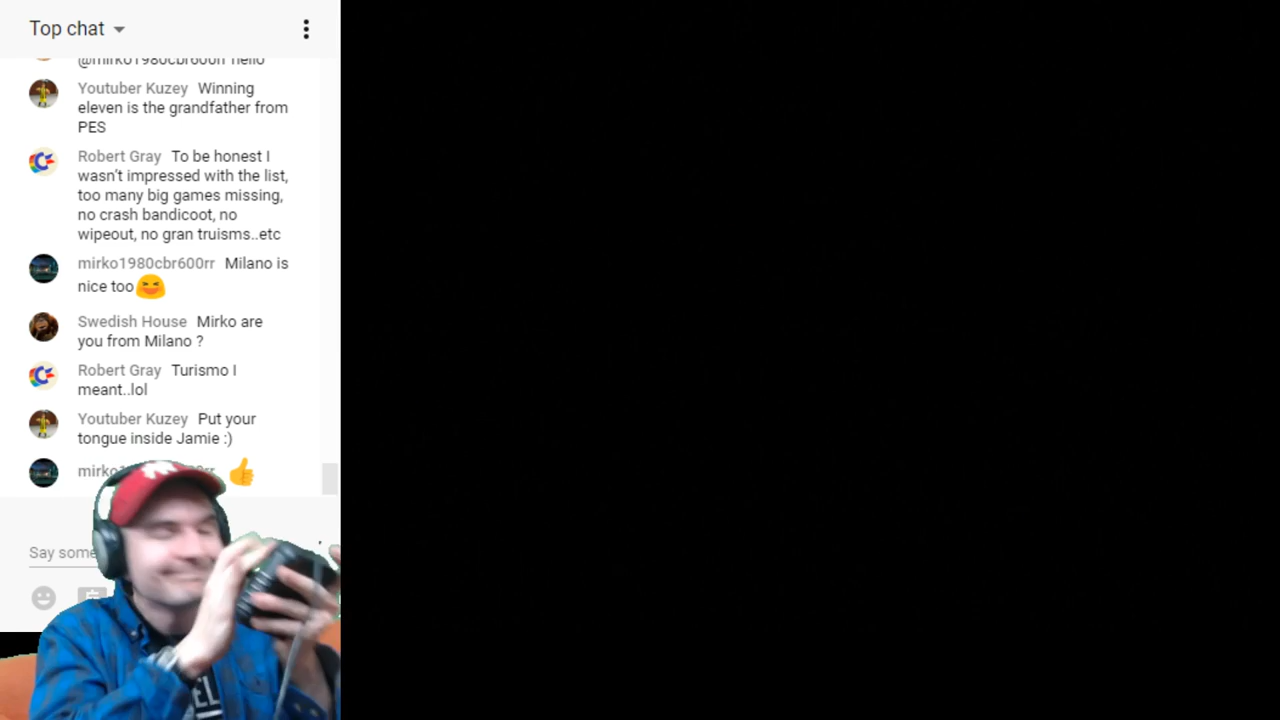 Top chat
@mirko1980cbr600rr hello
Youtuber Kuzey Winning
eleven is the grandfather from
PES
Robert Gray To be honest I
wasn't impressed with the list,
too many big games missing,
no crash bandicoot, no
wipeout, no gran truisms..etc
mirko1980cbr600rr Milano is
nice too😆
Swedish House Mirko are
you from Milano ?
Robert Gray Turismo I
meant..lol
Youtuber Kuzey Put your
tongue inside Jamie :)
👍
Say